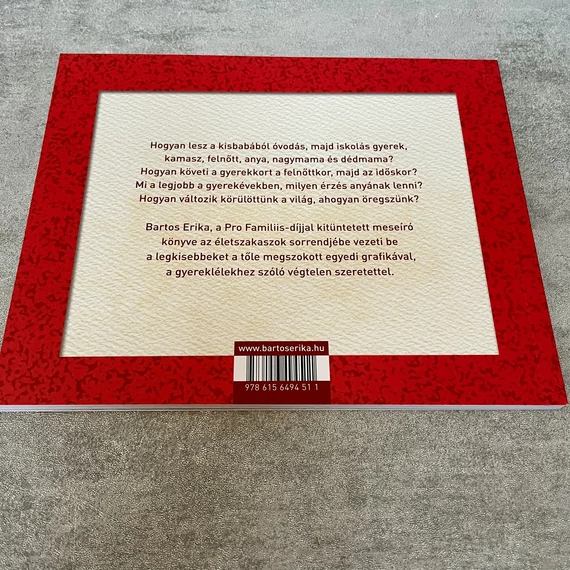 Hogyan lesz a kisbabából óvodás, majd iskolás gyerek,
kamasz, felnőtt, anya, nagymama és dédmama?
Hogyan követi a gyerekkort a felnőttkor, majd az időskor?
Mi a legjobb a gyerekévekben, milyen érzés anyának lenni?
Hogyan változik körülöttünk a világ, ahogyan öregszünk?
Bartos Erika, a Pro Familiis-díjjal kitüntetett meseíró
könyve az életszakaszok sorrendjébe vezeti be
a legkisebbeket a tőle megszokott egyedi grafikával,
a gyereklélekhez szóló végtelen szeretettel.
www.bartoserika.hu
978 615 6494 51 1